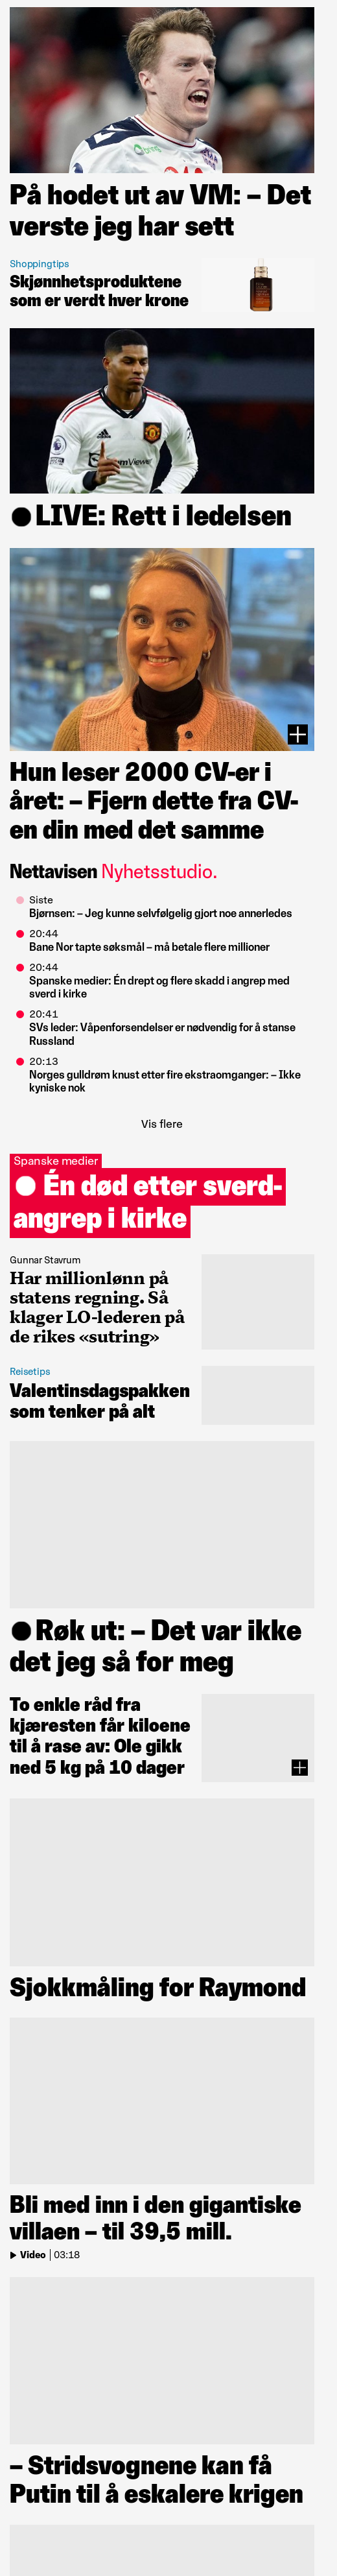 På hodet ut av VM: – Det
verste jeg har sett
Shoppingtips
Skjønnhetsproduktene
som er verdt hver krone
LIVE: Rett i ledelsen
Hun leser 2000 CV-er i
året: – Fjern dette fra CV-
en din med det samme
Nettavisen Nyhetsstudio.
Siste
Bjørnsen: – Jeg kunne selvfølgelig gjort noe annerledes
20:44
Bane Nor tapte søksmål – må betale flere millioner
20:44
Spanske medier: Én drept og flere skadd i angrep med
sverd i kirke
20:41
SVs leder: Våpenforsendelser er nødvendig for å stanse
Russland
20:13
Norges gulldrøm knust etter fire ekstraomganger: – Ikke
kyniske nok
Vis flere
Spanske medier
Én død etter sverd-
angrep i kirke
Gunnar Stavrum
Har millionlønn på
statens regning. Så
klager LO-lederen på
de rikes «sutring»
Reisetips
Valentinsdagspakken
som tenker på alt
Røk ut: – Det var ikke
det jeg så for meg
To enkle råd fra
kjæresten får kiloene
til å rase av: Ole gikk
ned 5 kg på 10 dager
Sjokkmåling for Raymond
Bli med inn i den gigantiske
villaen – til 39,5 mill.
Video | 03:18
– Stridsvognene kan få
Putin til å eskalere krigen